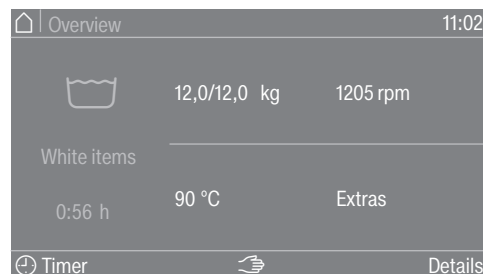 Overview 11:02
12,0/12,0 kg 1205 rpm
White items
90 °C Extras
0:56 h
Timer Details